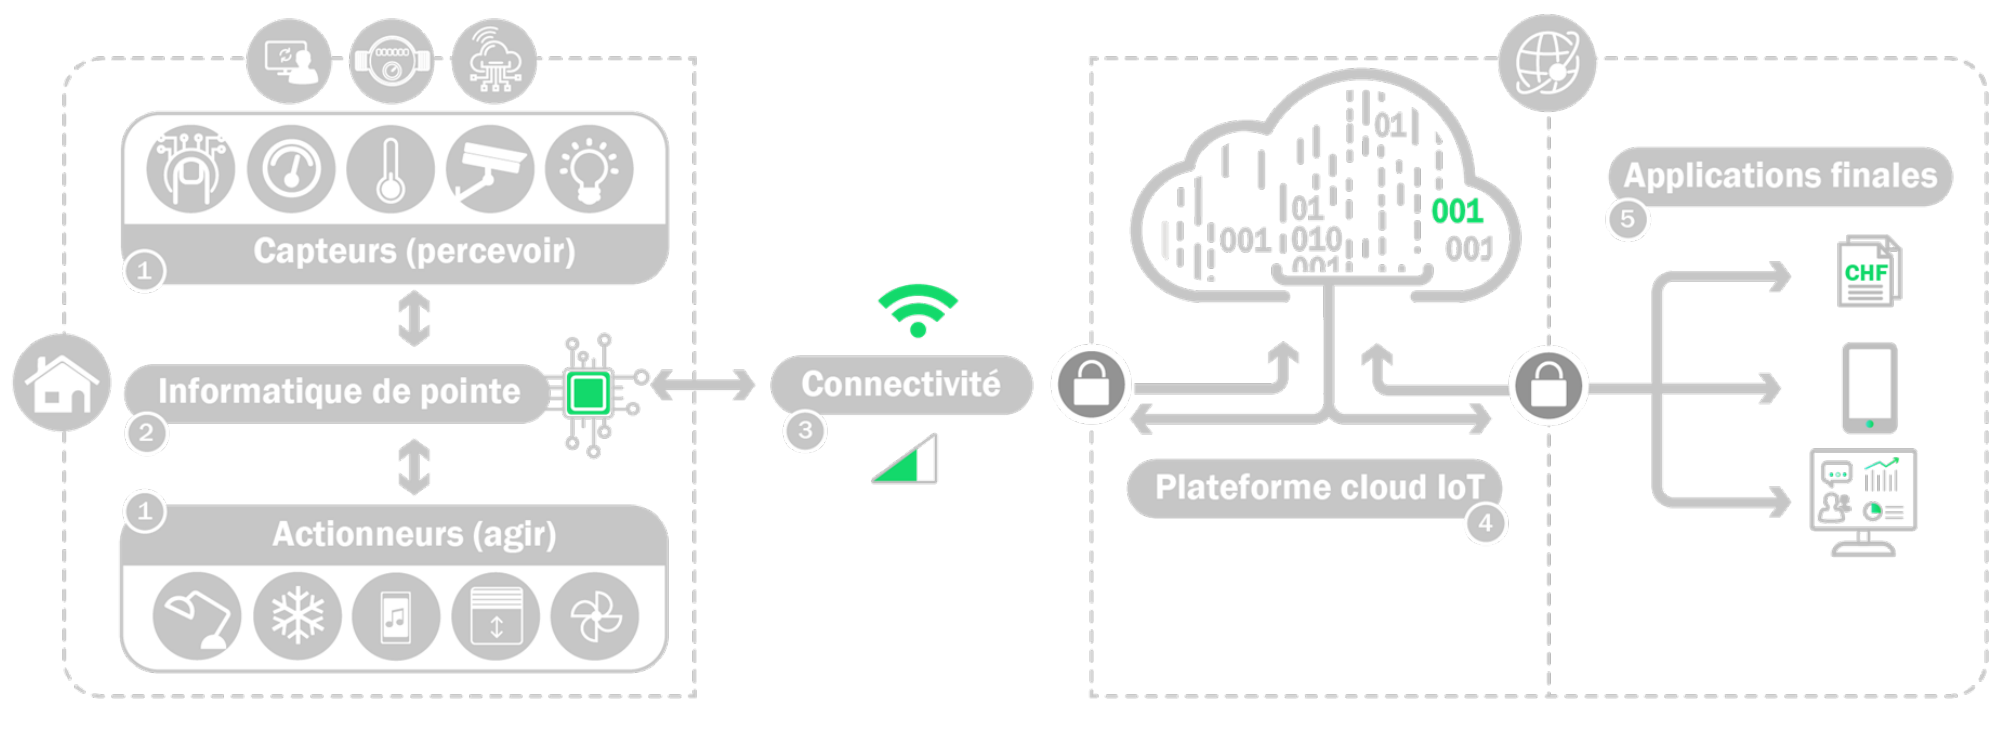 Capteurs (percevoir)
1
Informatique de pointe
2
1
Actionneurs (agir)
Connectivité
3
01
001
01
001
010
001
001
Plateforme cloud IoT
4
Applications finales
5
CHF